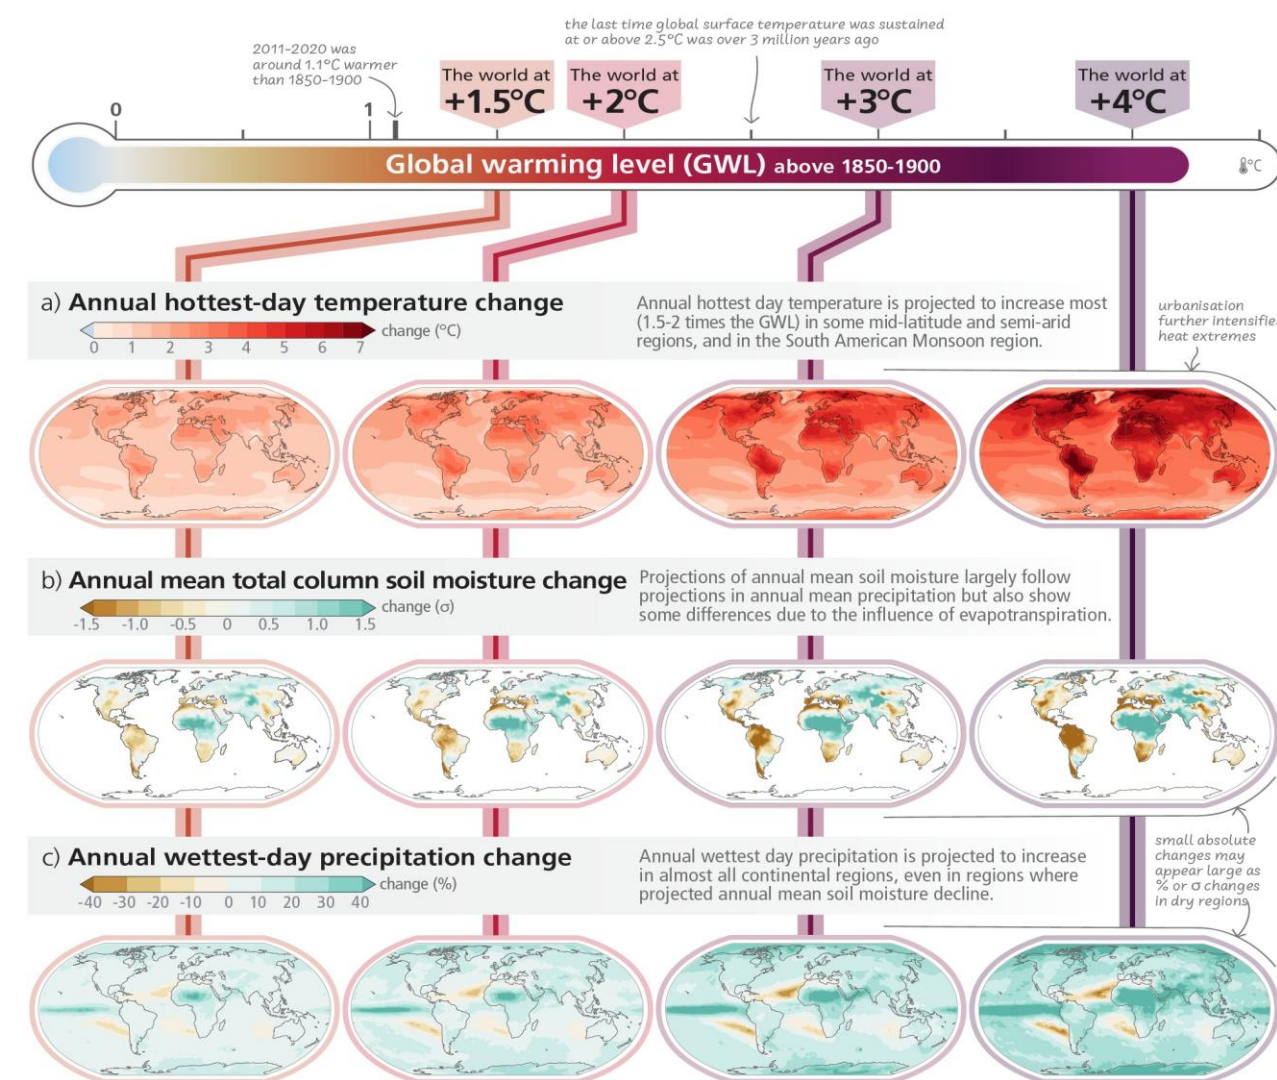 the last time global surface temperature was sustained
at or above 2.5°C was over 3 million years ago
2011-2020 was
around 1.1°C warmer
than 1850-1900
The world at
+1.5°C
The world at
+2°C
The world at
+3°C
The world at
+4°C
0
1
Global warming level (GWL) above 1850-1900
°C
a) Annual hottest-day temperature change
change (°C)
0 1 2 3 4 5 6 7
Annual hottest day temperature is projected to increase most
(1.5-2 times the GWL) in some mid-latitude and semi-arid
regions, and in the South American Monsoon region.
urbanisation
further intensifies
heat extremes
b) Annual mean total column soil moisture change
change (σ)
-1.5 -1.0 -0.5 0 0.5 1.0 1.5
Projections of annual mean soil moisture largely follow
projections in annual mean precipitation but also show
some differences due to the influence of evapotranspiration.
c) Annual wettest-day precipitation change
change (%)
-40 -30 -20 -10 0 10 20 30 40
Annual wettest day precipitation is projected to increase
in almost all continental regions, even in regions where
projected annual mean soil moisture decline.
small absolute
changes may
appear large as
% or σ changes
in dry regions